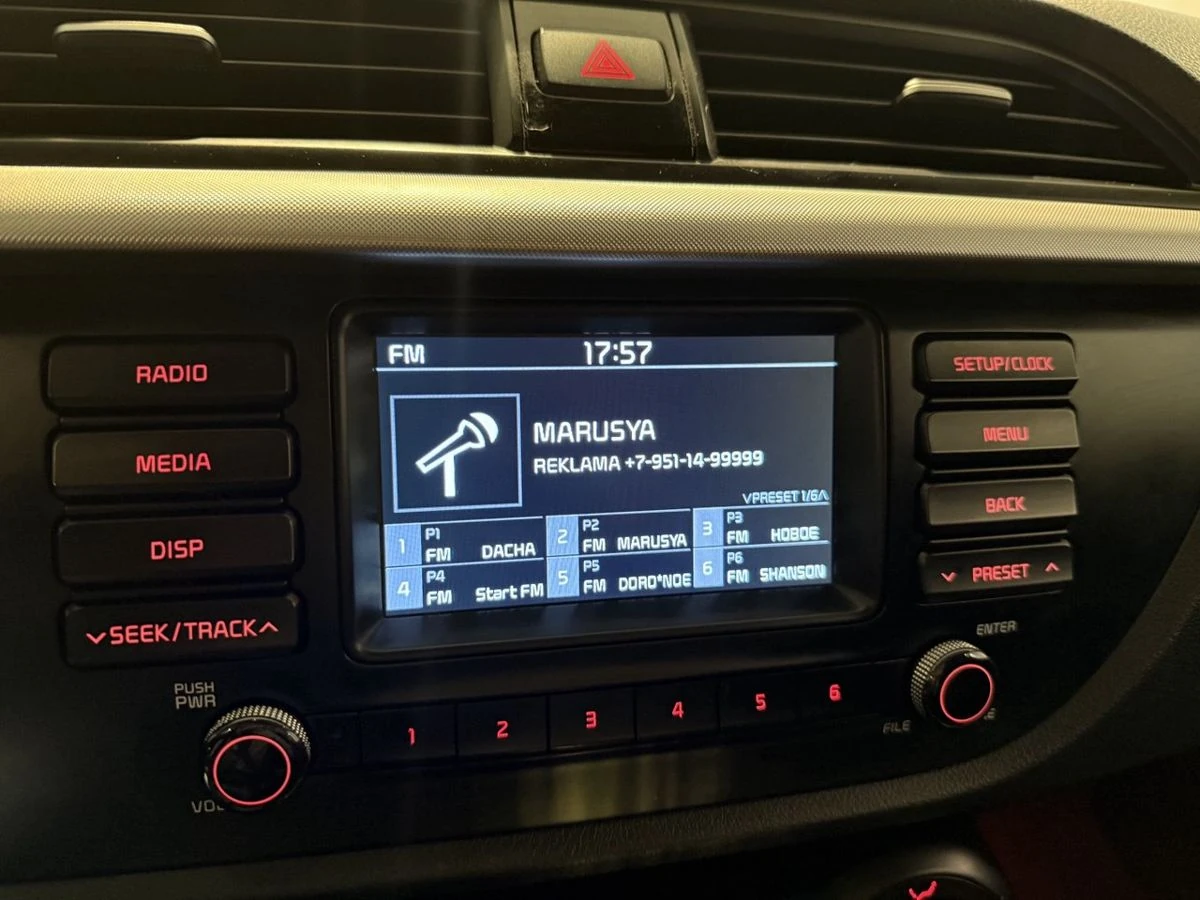 FM 17:57
MARUSYA
REKLAMA +7-951-14-99999
PRESET 1/6
1 P1 FM DACHA
2 P2 FM MARUSYA
3 P3 FM HOBOE
4 P4 FM Start FM
5 P5 FM DORO*NOE
6 P6 FM SHANSON
RADIO
MEDIA
DISP
SEEK/TRACK
SETUP/CLOCK
MENU
BACK
PRESET
PUSH
PWR
VOL
1 2 3 4 5 6
ENTER
FILE